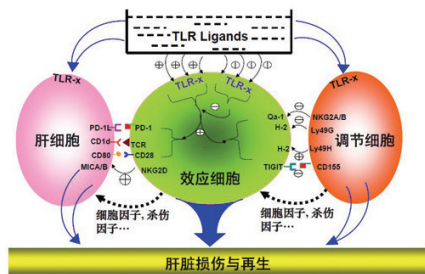 TLR Ligands
TLR-x
TLR-x
TLR-x
TLR-x
肝细胞
PD-1L
PD-1
CD1d
TCR
CD80
CD28
MICA/B
NKG2D
效应细胞
Qa-1
NKG2A/B
H-2
Ly49G
H-2
Ly49H
TIGIT
CD155
调节细胞
细胞因子, 杀伤
因子…
细胞因子, 杀伤
因子…
肝脏损伤与再生